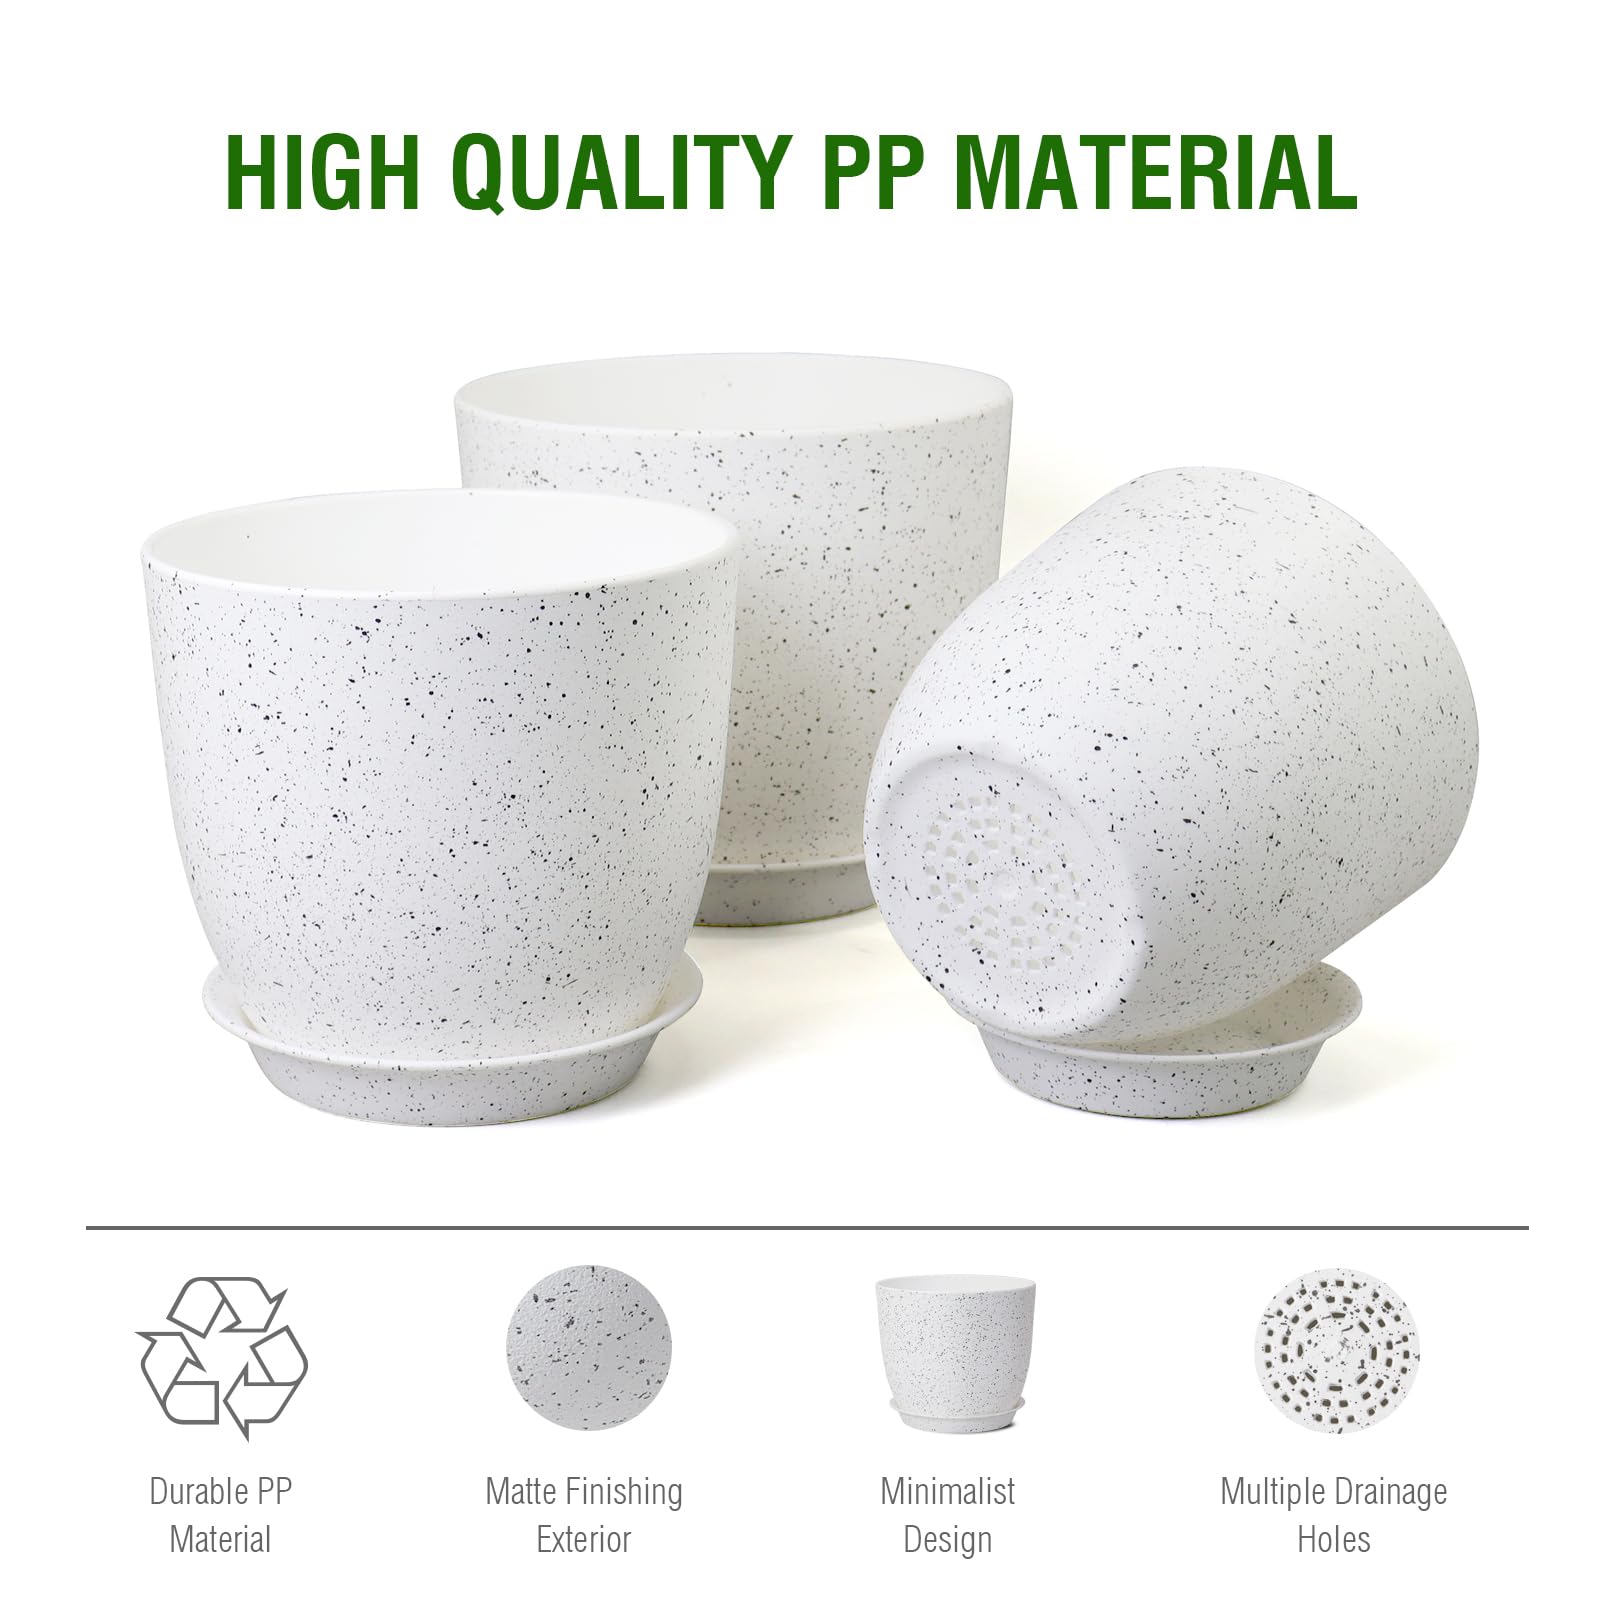 HIGH QUALITY PP MATERIAL
Durable PP
Material
Matte Finishing
Exterior
Minimalist
Design
Multiple Drainage
Holes